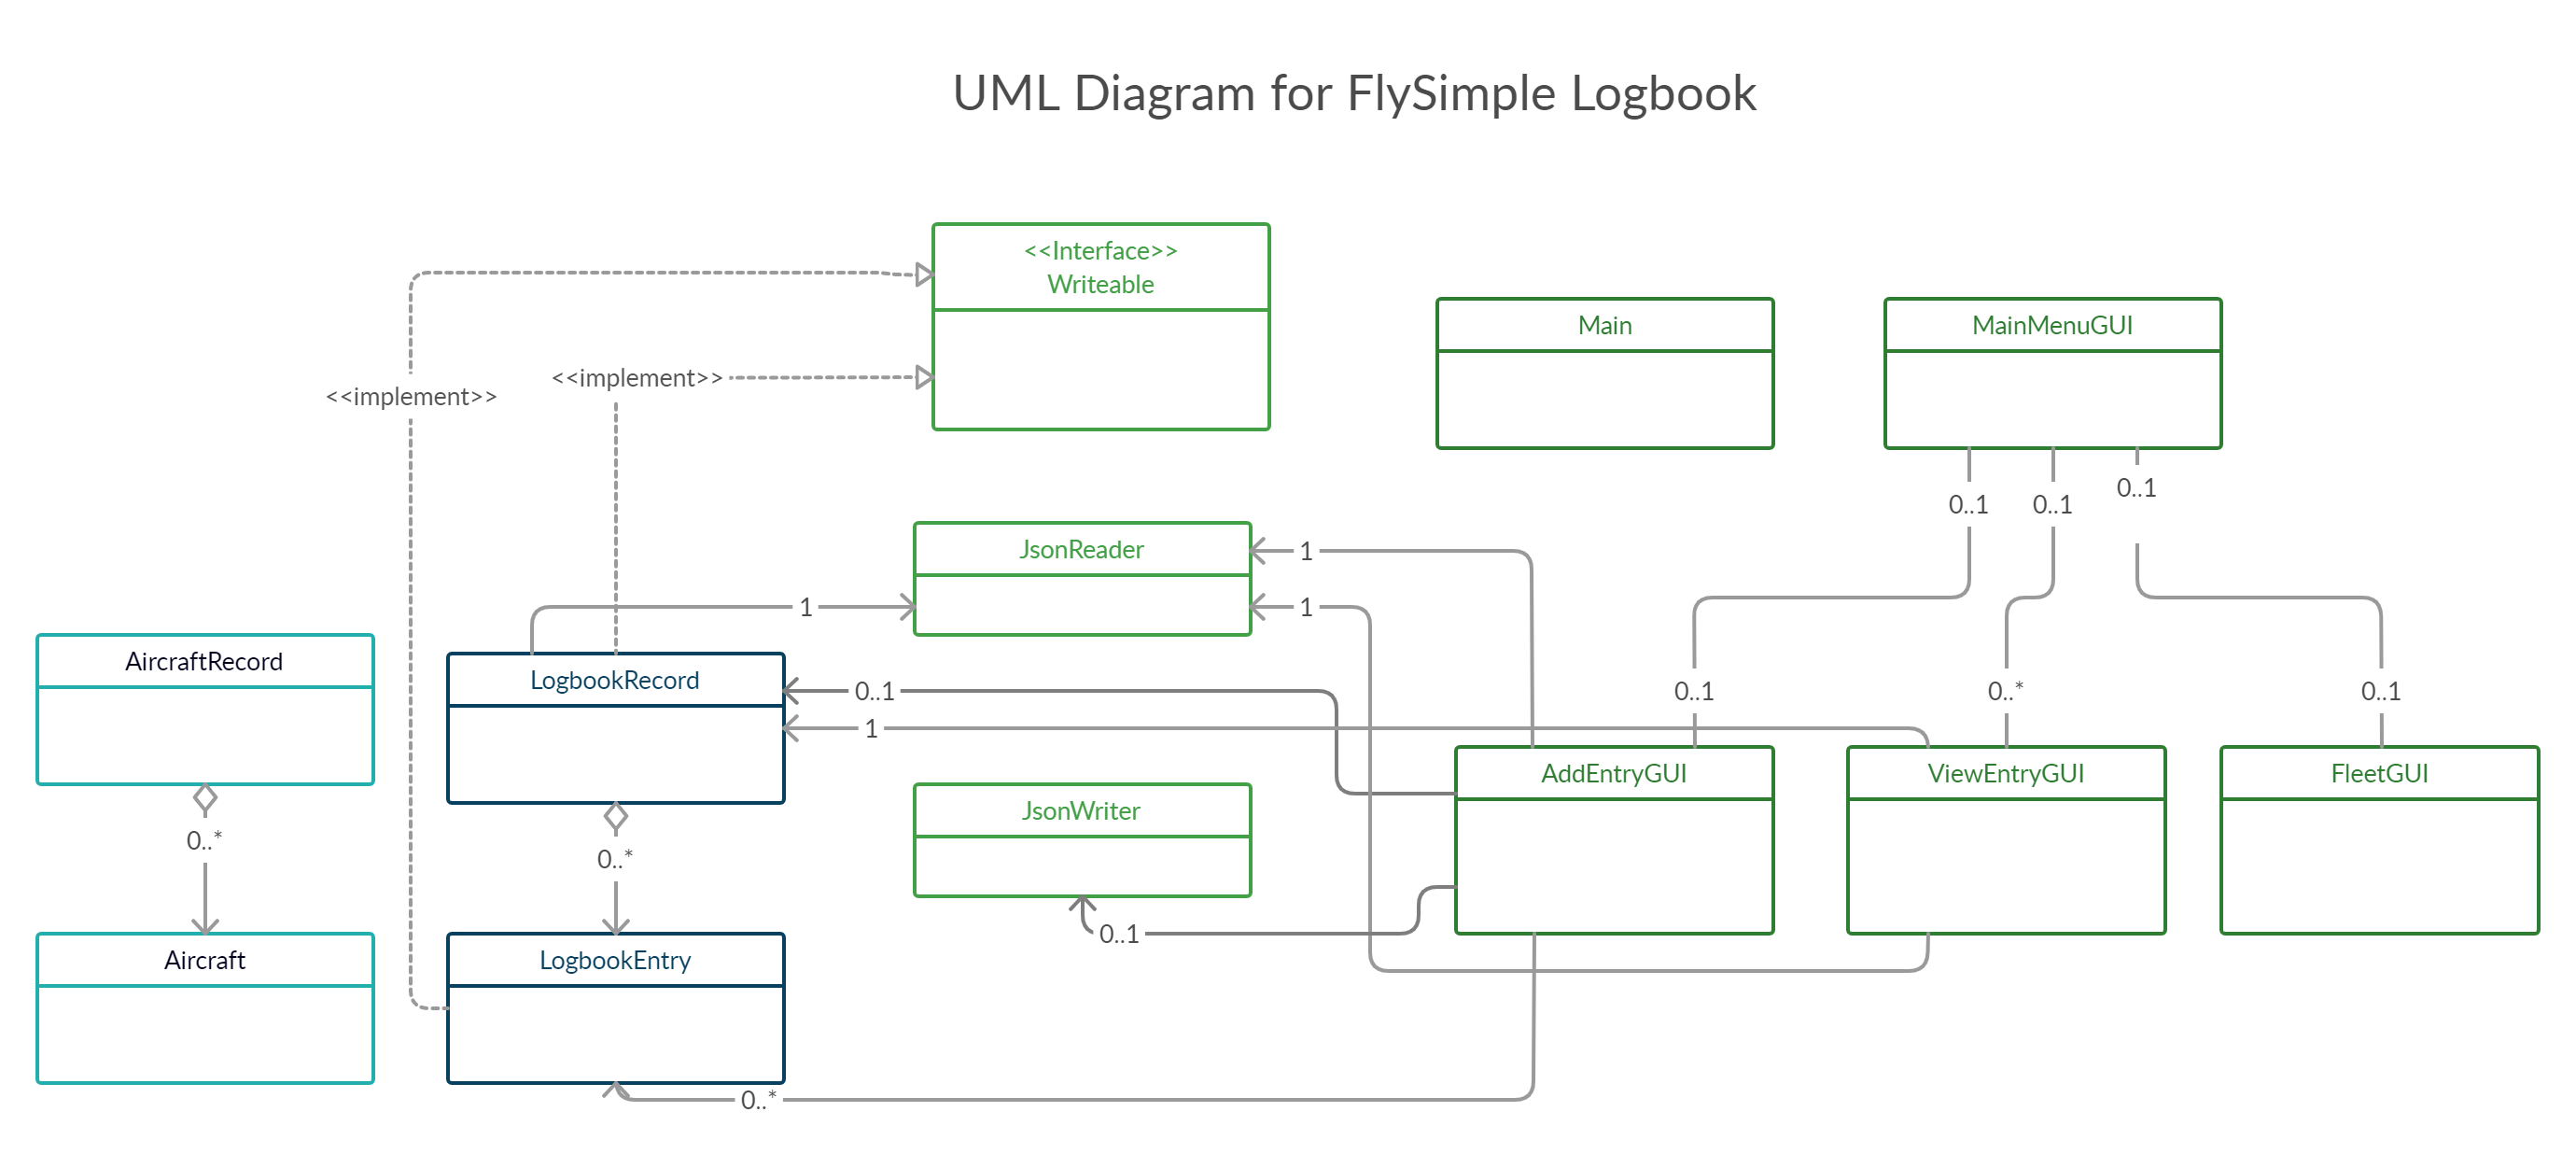 UML Diagram for FlySimple Logbook
<<Interface>>
Writeable
Main
MainMenuGUI
<<implement>>
<<implement>>
0..1
0..1
0..1
JsonReader
1
1
1
AircraftRecord
LogbookRecord
0..1
1
0..1
0..*
0..1
AddEntryGUI
ViewEntryGUI
FleetGUI
JsonWriter
0..*
0..*
0..1
Aircraft
LogbookEntry
0..*